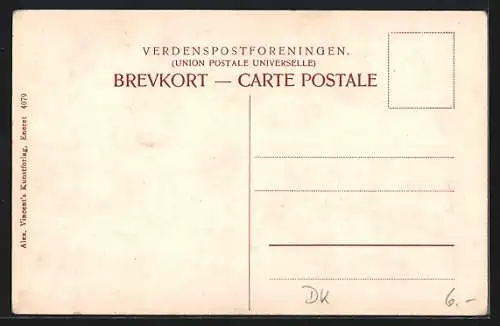 VERDENSPOSTFORENINGEN.
(UNION POSTALE UNIVERSELLE)
BREVKORT — CARTE POSTALE
Alex. Vincent's Kunstforlag, Eneret 4079
DK
6.-